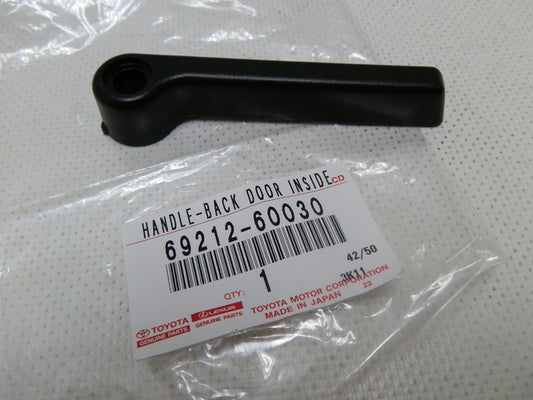 HANDLE-BACK DOOR INSIDE CD
69212-60030
42/50
QTY: 1
3K11
TOYOTA GENUINE PARTS
LEXUS GENUINE PARTS
TOYOTA MOTOR CORPORATION
MADE IN JAPAN 23